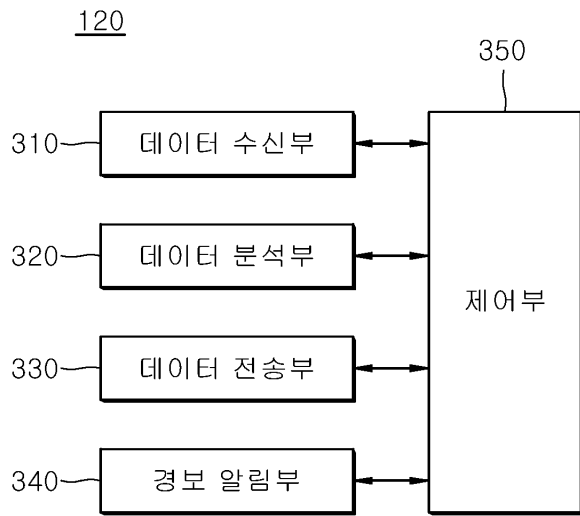 120
350
310
데이터 수신부
320
데이터 분석부
제어부
330
데이터 전송부
340
경보 알림부